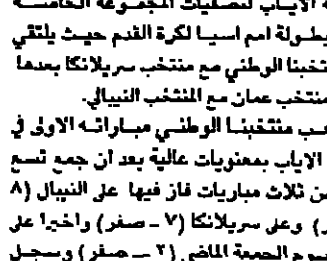 الاياب لتصفيات المجموعة الخامسة
بطولة امم اسيا لكرة القدم حيث يلتقي
تخبنا الوطني مع منتخب سريلانكا بعدها
منتخب عمان مع المنتخب النيبالي.
عب منتخبنا الوطني مباراته الاولى في
الاياب بمعنويات عالية بعد ان جمع تسع
من ثلاث مباريات فاز فيها على النيبال (٨
) وعلى سريلانكا (٧ - صفر) واخيرا على
يوم الجمعة الماضي (٢ - صفر) وسجل